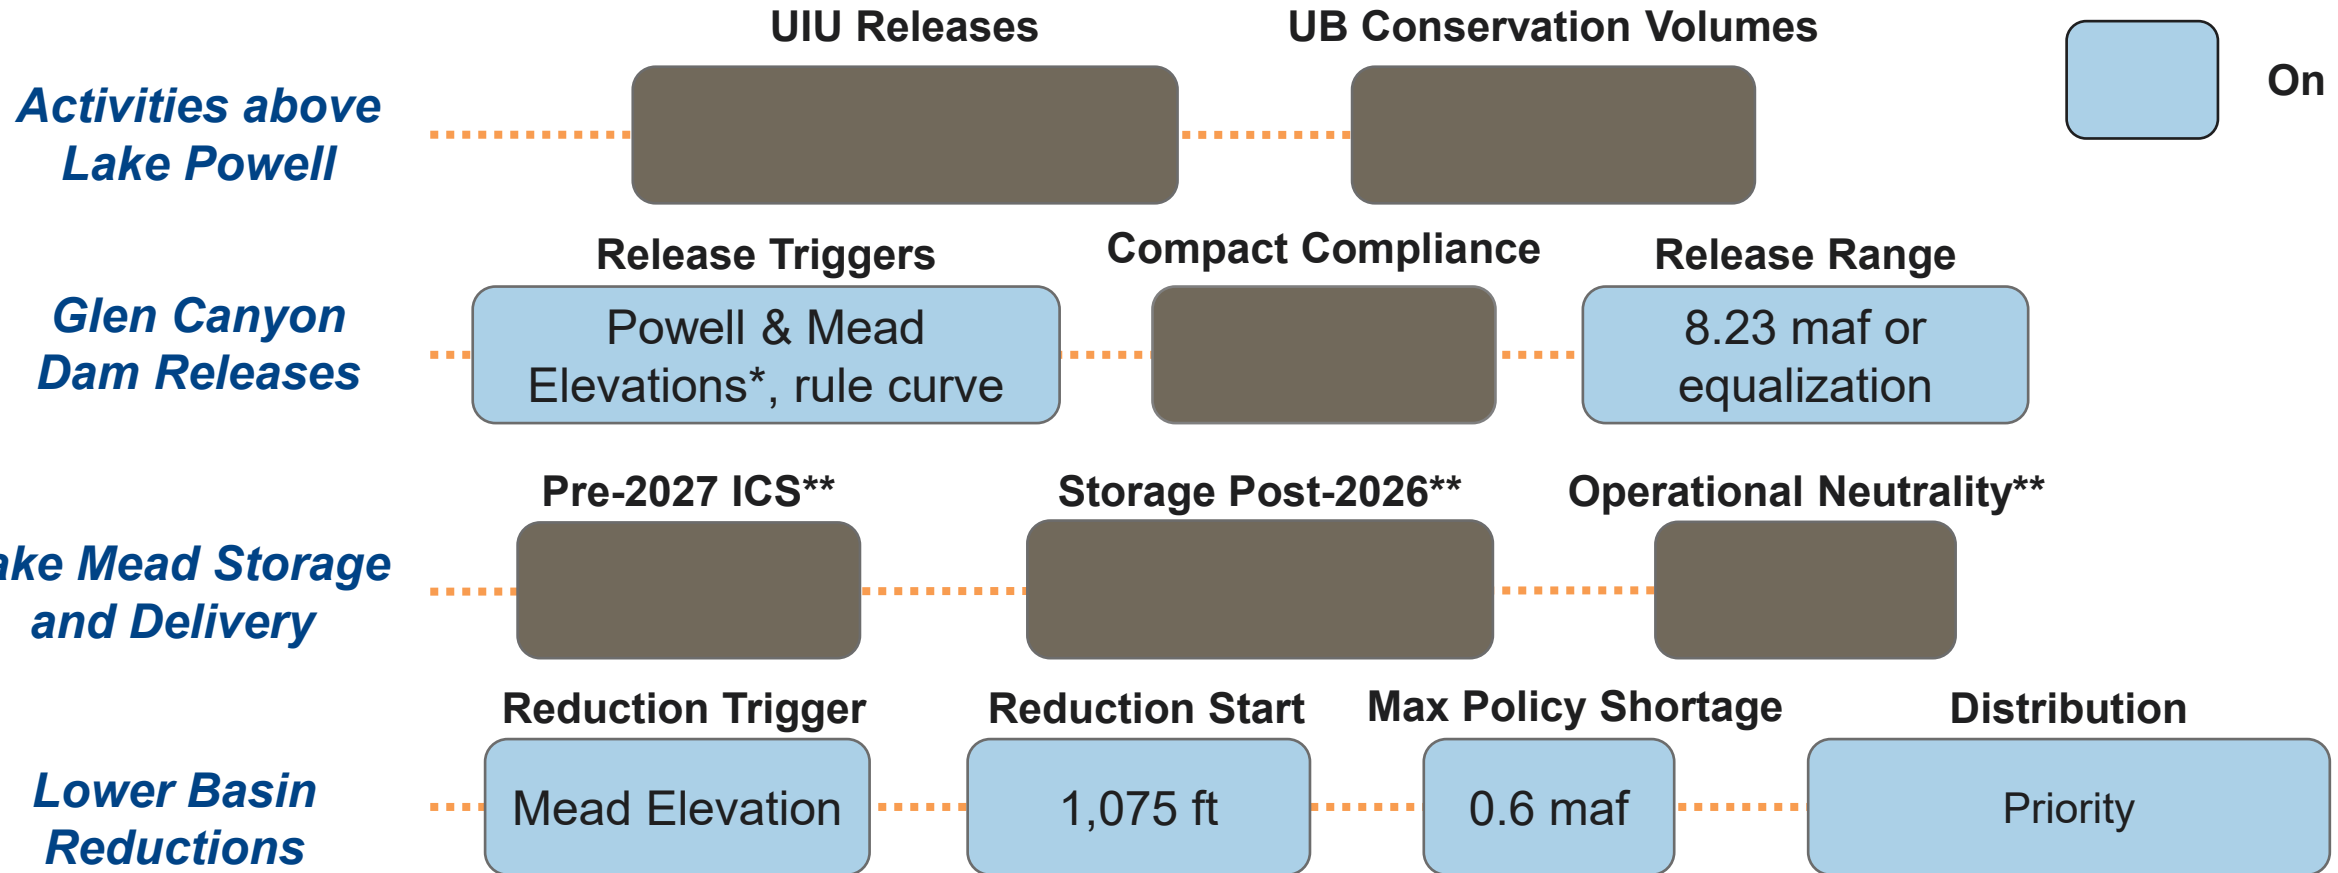 UIU Releases
UB Conservation Volumes
On
Activities above
Lake Powell
Release Triggers
Compact Compliance
Release Range
Glen Canyon
Dam Releases
Powell & Mead
Elevations*, rule curve
8.23 maf or
equalization
Pre-2027 ICS**
Storage Post-2026**
Operational Neutrality**
ake Mead Storage
and Delivery
Reduction Trigger
Reduction Start
Max Policy Shortage
Distribution
Lower Basin
Reductions
Mead Elevation
1,075 ft
0.6 maf
Priority